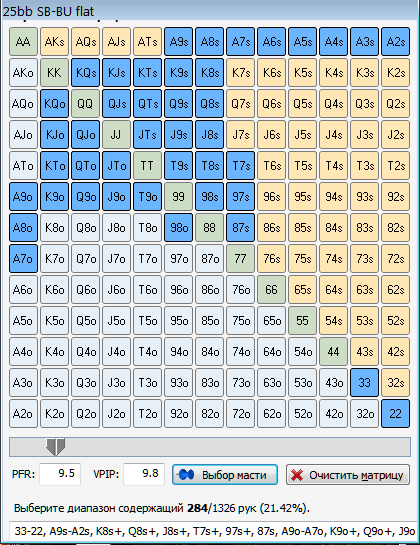 25bb SB-BU flat
AA AKs AQs AJs ATs A9s A8s A7s A6s A5s A4s A3s A2s
AKo KK KQs KJs KTs K9s K8s K7s K6s K5s K4s K3s K2s
AQo KQo QQ QJs QTs Q9s Q8s Q7s Q6s Q5s Q4s Q3s Q2s
AJo KJo QJo JJ JTs J9s J8s J7s J6s J5s J4s J3s J2s
ATo KTo QTo JTo TT T9s T8s T7s T6s T5s T4s T3s T2s
A9o K9o Q9o J9o T9o 99 98s 97s 96s 95s 94s 93s 92s
A8o K8o Q8o J8o T8o 98o 88 87s 86s 85s 84s 83s 82s
A7o K7o Q7o J7o T7o 97o 87o 77 76s 75s 74s 73s 72s
A6o K6o Q6o J6o T6o 96o 86o 76o 66 65s 64s 63s 62s
A5o K5o Q5o J5o T5o 95o 85o 75o 65o 55 54s 53s 52s
A4o K4o Q4o J4o T4o 94o 84o 74o 64o 54o 44 43s 42s
A3o K3o Q3o J3o T3o 93o 83o 73o 63o 53o 43o 33 32s
A2o K2o Q2o J2o T2o 92o 82o 72o 62o 52o 42o 32o 22
PFR: 9.5 VPIP: 9.8 Выбор масти Очистить матрицу
Выберите диапазон содержащий 284/1326 рук (21.42%).
33-22, A9s-A2s, K8s+, Q8s+, J8s+, T7s+, 97s+, 87s, A9o-A7o, K9o+, Q9o+, J9o